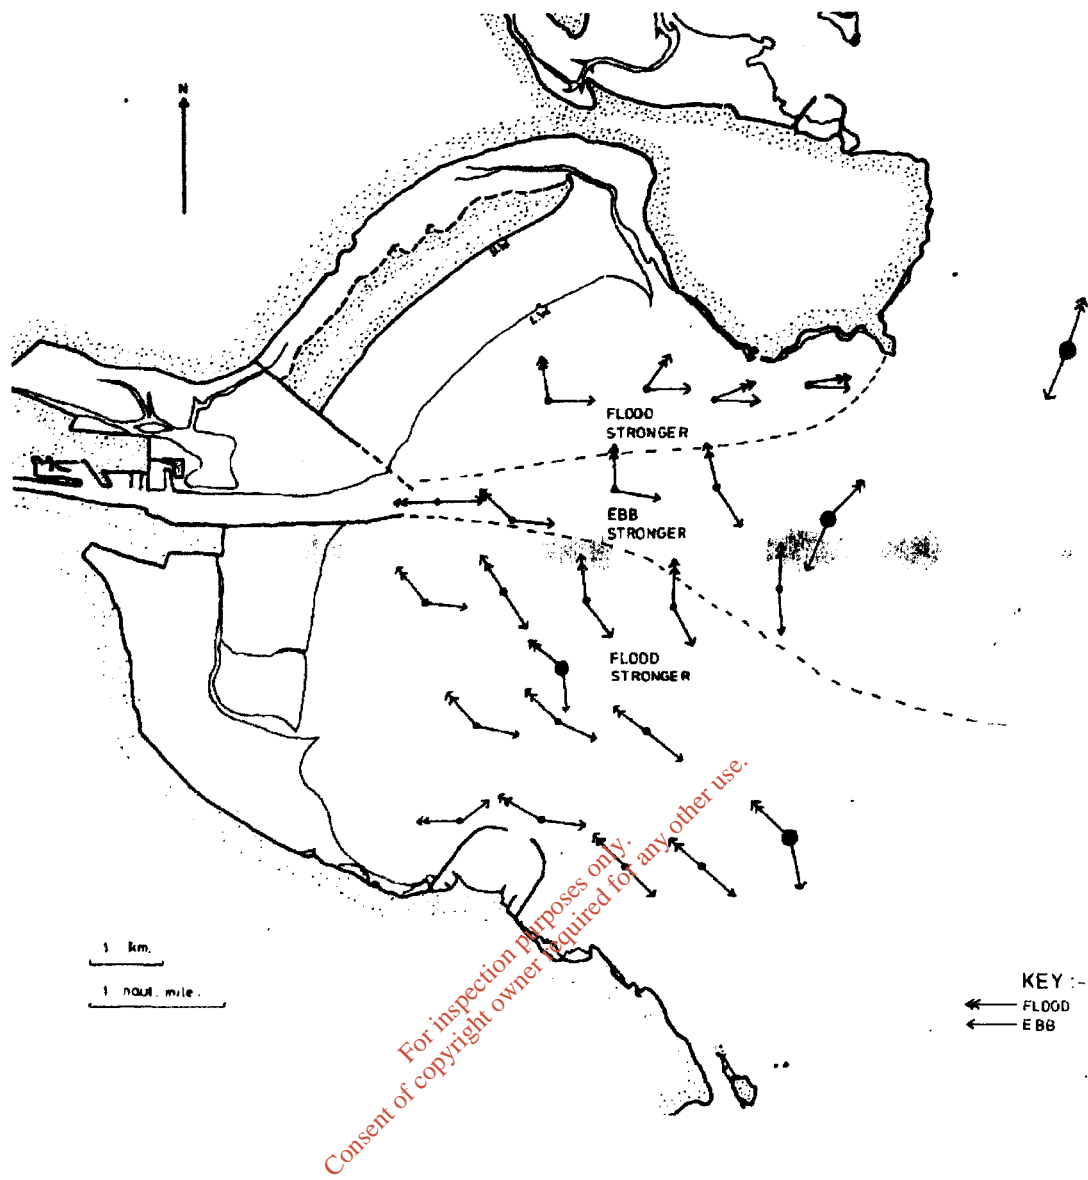 N
H.W
L.W
FLOOD
STRONGER
EBB
STRONGER
FLOOD
STRONGER
1 km.
1 naut. mile.
KEY :-
FLOOD
EBB
For inspection purposes only.
Consent of copyright owner required for any other use.